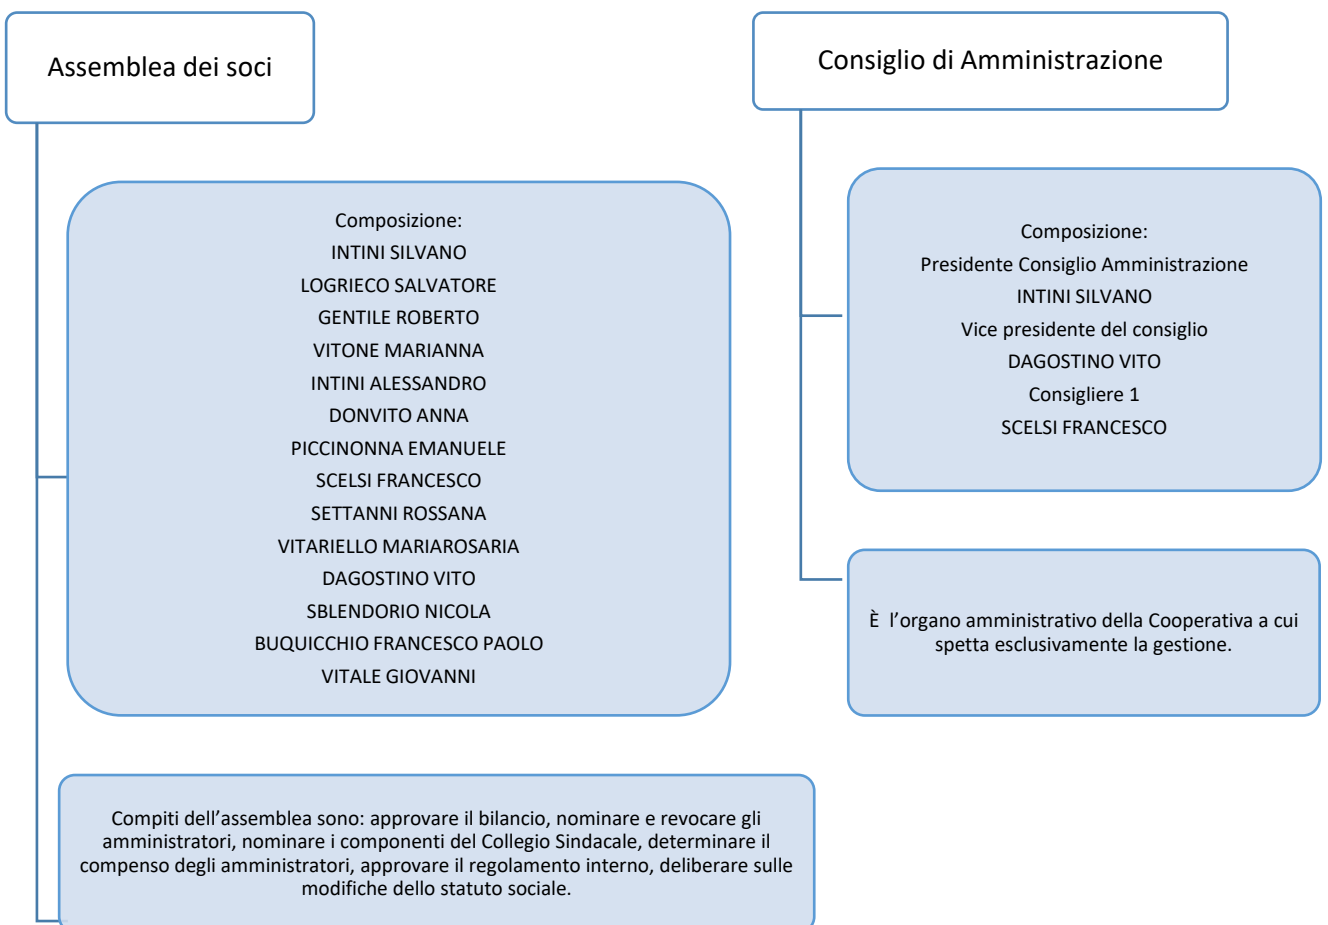 Assemblea dei soci
Composizione:
INTINI SILVANO
LOGRIECO SALVATORE
GENTILE ROBERTO
VITONE MARIANNA
INTINI ALESSANDRO
DONVITO ANNA
PICCINONNA EMANUELE
SCELSI FRANCESCO
SETTANNI ROSSANA
VITARIELLO MARIAROSARIA
DAGOSTINO VITO
SBLENDORIO NICOLA
BUQUICCHIO FRANCESCO PAOLO
VITALE GIOVANNI
Compiti dell’assemblea sono: approvare il bilancio, nominare e revocare gli
amministratori, nominare i componenti del Collegio Sindacale, determinare il
compenso degli amministratori, approvare il regolamento interno, deliberare sulle
modifiche dello statuto sociale.
Consiglio di Amministrazione
Composizione:
Presidente Consiglio Amministrazione
INTINI SILVANO
Vice presidente del consiglio
DAGOSTINO VITO
Consigliere 1
SCELSI FRANCESCO
È l’organo amministrativo della Cooperativa a cui
spetta esclusivamente la gestione.